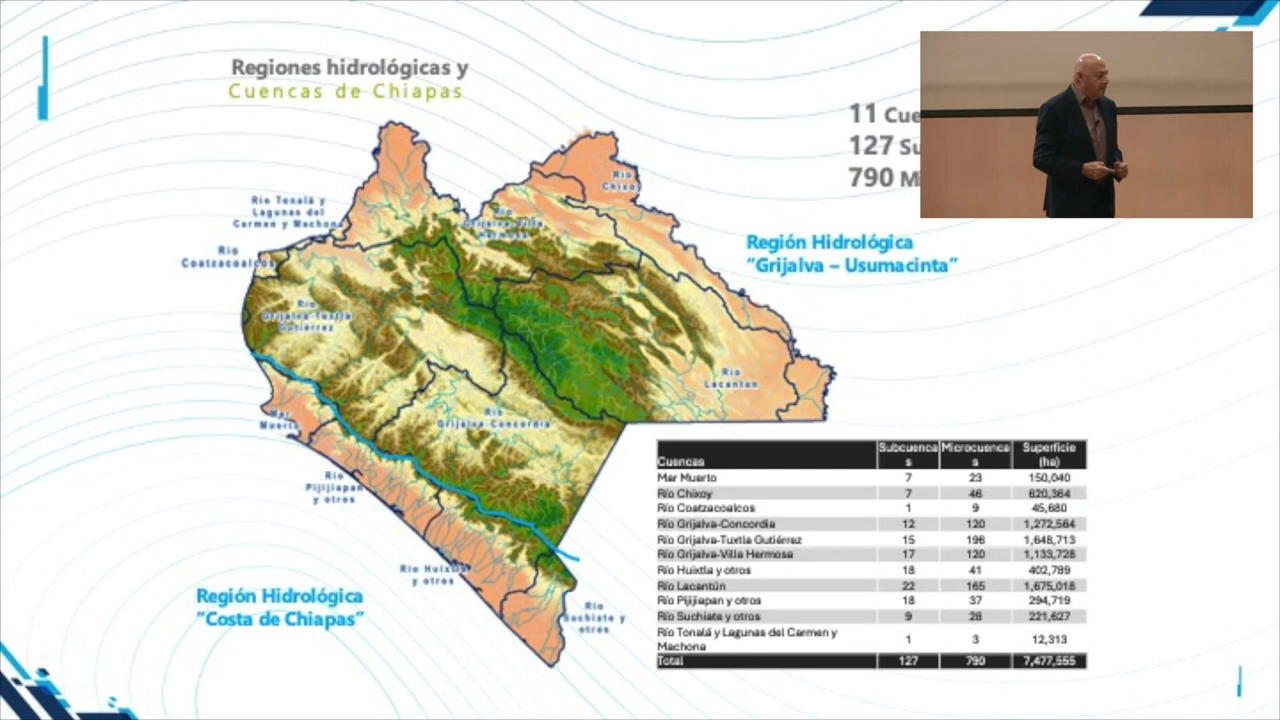 Regiones hidrológicas y
Cuencas de Chiapas
11 Cue
127 Su
790 Mi
Región Hidrológica
“Grijalva – Usumacinta”
Río Tonalá y
Lagunas del
Carmen y Machona
Río
Coatzacoalcos
Río
Chixoy
Río
Grijalva-Villa
Hermosa
Río
Grijalva-Tuxtla
Gutiérrez
Río
Lacantún
Mar
Muerto
Río
Grijalva-Concordia
Río
Pijijiapan
y otros
Río Huixtla
y otros
Río
Suchiate y
otros
Región Hidrológica
“Costa de Chiapas”
Cuencas Subcuencas Microcuencas Superficie (ha)
Mar Muerto 7 23 150,040
Río Chixoy 7 46 620,364
Río Coatzacoalcos 1 9 45,680
Río Grijalva-Concordia 12 120 1,272,564
Río Grijalva-Tuxtla Gutiérrez 15 198 1,648,713
Río Grijalva-Villa Hermosa 17 120 1,133,728
Río Huixtla y otros 18 41 402,789
Río Lacantún 22 165 1,675,018
Río Pijijiapan y otros 18 37 294,719
Río Suchiate y otros 9 28 221,627
Río Tonalá y Lagunas del Carmen y
Machona 1 3 12,313
Total 127 790 7,477,555